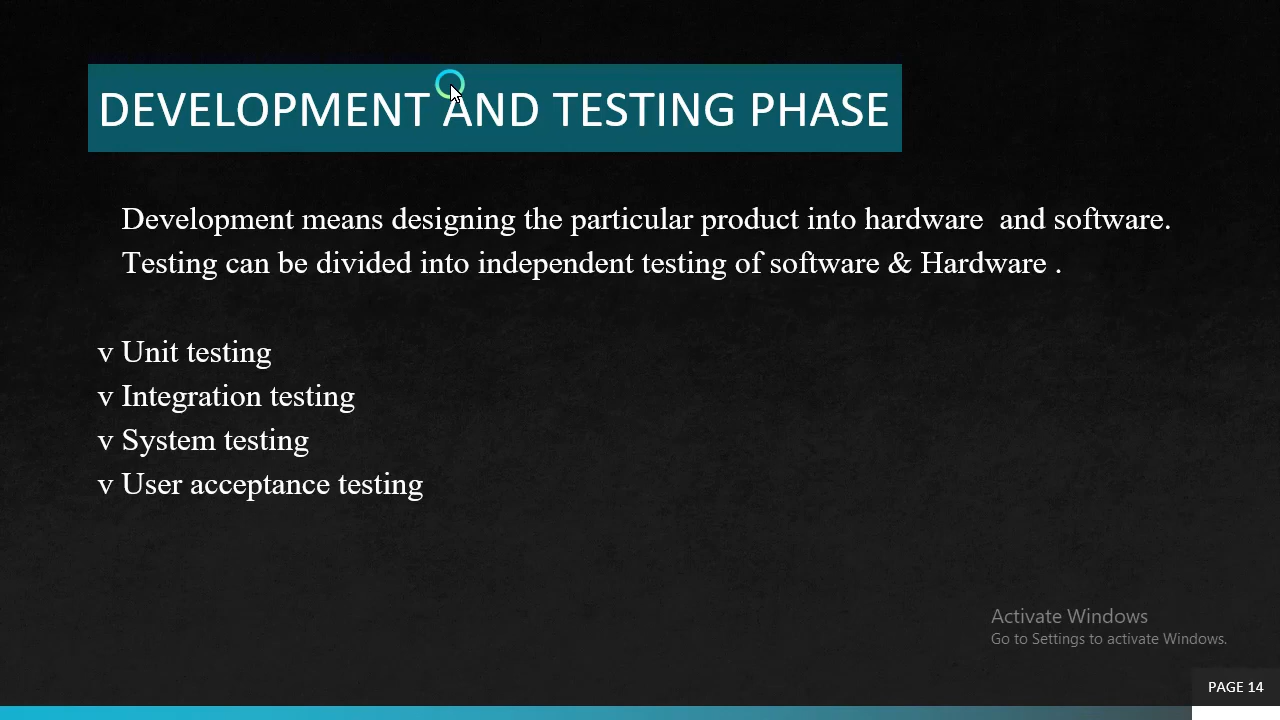 DEVELOPMENT AND TESTING PHASE
Development means designing the particular product into hardware  and software.
Testing can be divided into independent testing of software & Hardware .
v Unit testing
v Integration testing
v System testing
v User acceptance testing
Activate Windows
Go to Settings to activate Windows.
PAGE 14